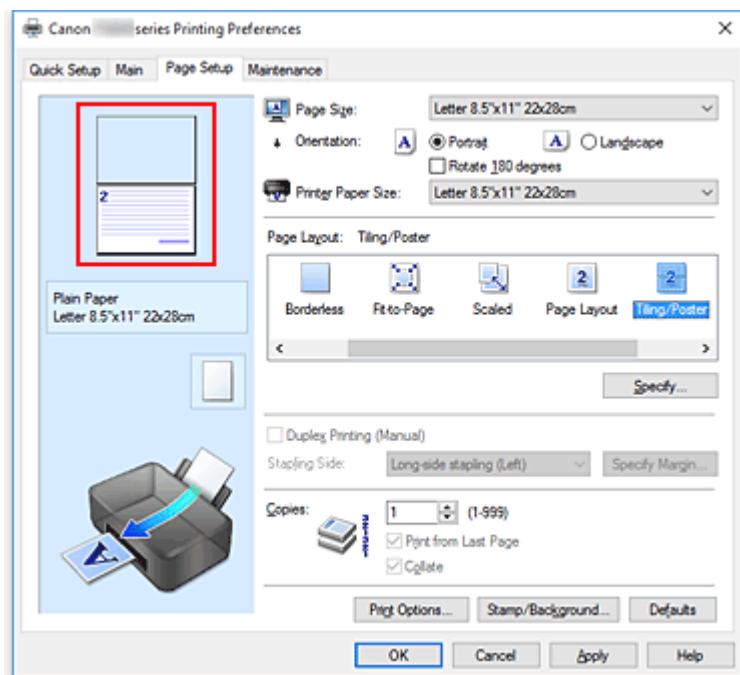 Canon series Printing Preferences
Quick Setup Main Page Setup Maintenance
2
Plain Paper
Letter 8.5"x11" 22x28cm
A
Page Size: Letter 8.5"x11" 22x28cm
Orientation: A Portrait A Landscape
Rotate 180 degrees
Printer Paper Size: Letter 8.5"x11" 22x28cm
Page Layout: Tiling/Poster
2 2
Borderless Fit-to-Page Scaled Page Layout Tiling/Poster
Specify...
Duplex Printing (Manual)
Stapling Side: Long-side stapling (Left) Specify Margin...
Copies: 1 (1-999)
Print from Last Page
Collate
Print Options... Stamp/Background... Defaults
OK Cancel Apply Help